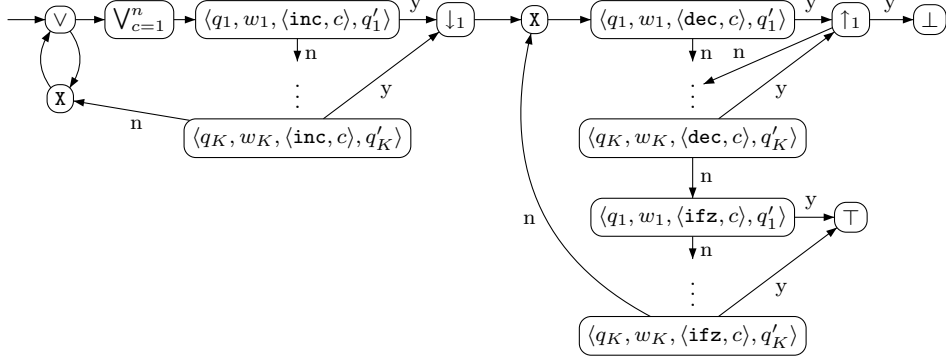 ∨ ⋁ₙc=1 ⟨q₁, w₁, ⟨inc, c⟩, q′₁⟩ y ↓₁ X ⟨q₁, w₁, ⟨dec, c⟩, q′₁⟩ y ↑₁ y ⊥
n n n
X ⋮ y ⋮ y
n
⟨q_K, w_K, ⟨inc, c⟩, q′_K⟩ ⟨q_K, w_K, ⟨dec, c⟩, q′_K⟩
n
n ⟨q₁, w₁, ⟨ifz, c⟩, q′₁⟩ y ⊤
n
⋮ y
⟨q_K, w_K, ⟨ifz, c⟩, q′_K⟩